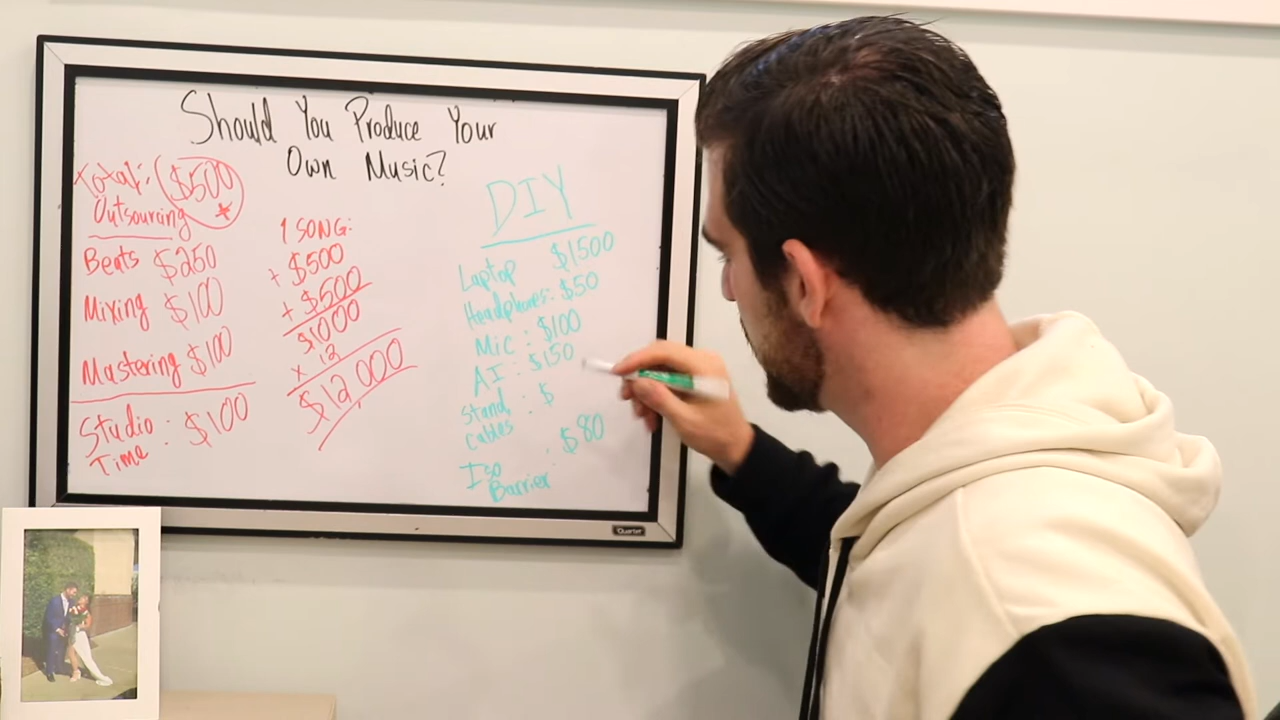 Should You Produce Your
Own Music?
Total: $500
Outsourcing
Beats $250
Mixing $100
Mastering $100
Studio : $100
Time
1 SONG:
+ $500
+ $500
$1000
x 12
$12,000
DIY
Laptop $1500
Headphones: $50
Mic : $100
AI : $150
Stand, : $
Cables
Iso : $80
Barrier
Quartet